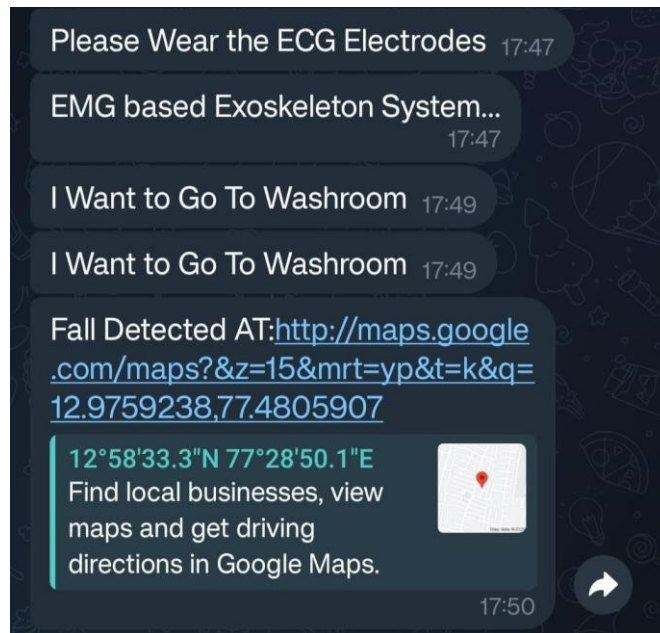 Please Wear the ECG Electrodes 17:47
EMG based Exoskeleton System...
17:47
I Want to Go To Washroom 17:49
I Want to Go To Washroom 17:49
Fall Detected AT:http://maps.google
.com/maps?&z=15&mrt=yp&t=k&q=
12.9759238,77.4805907
12°58'33.3"N 77°28'50.1"E
Find local businesses, view
maps and get driving
directions in Google Maps.
17:50